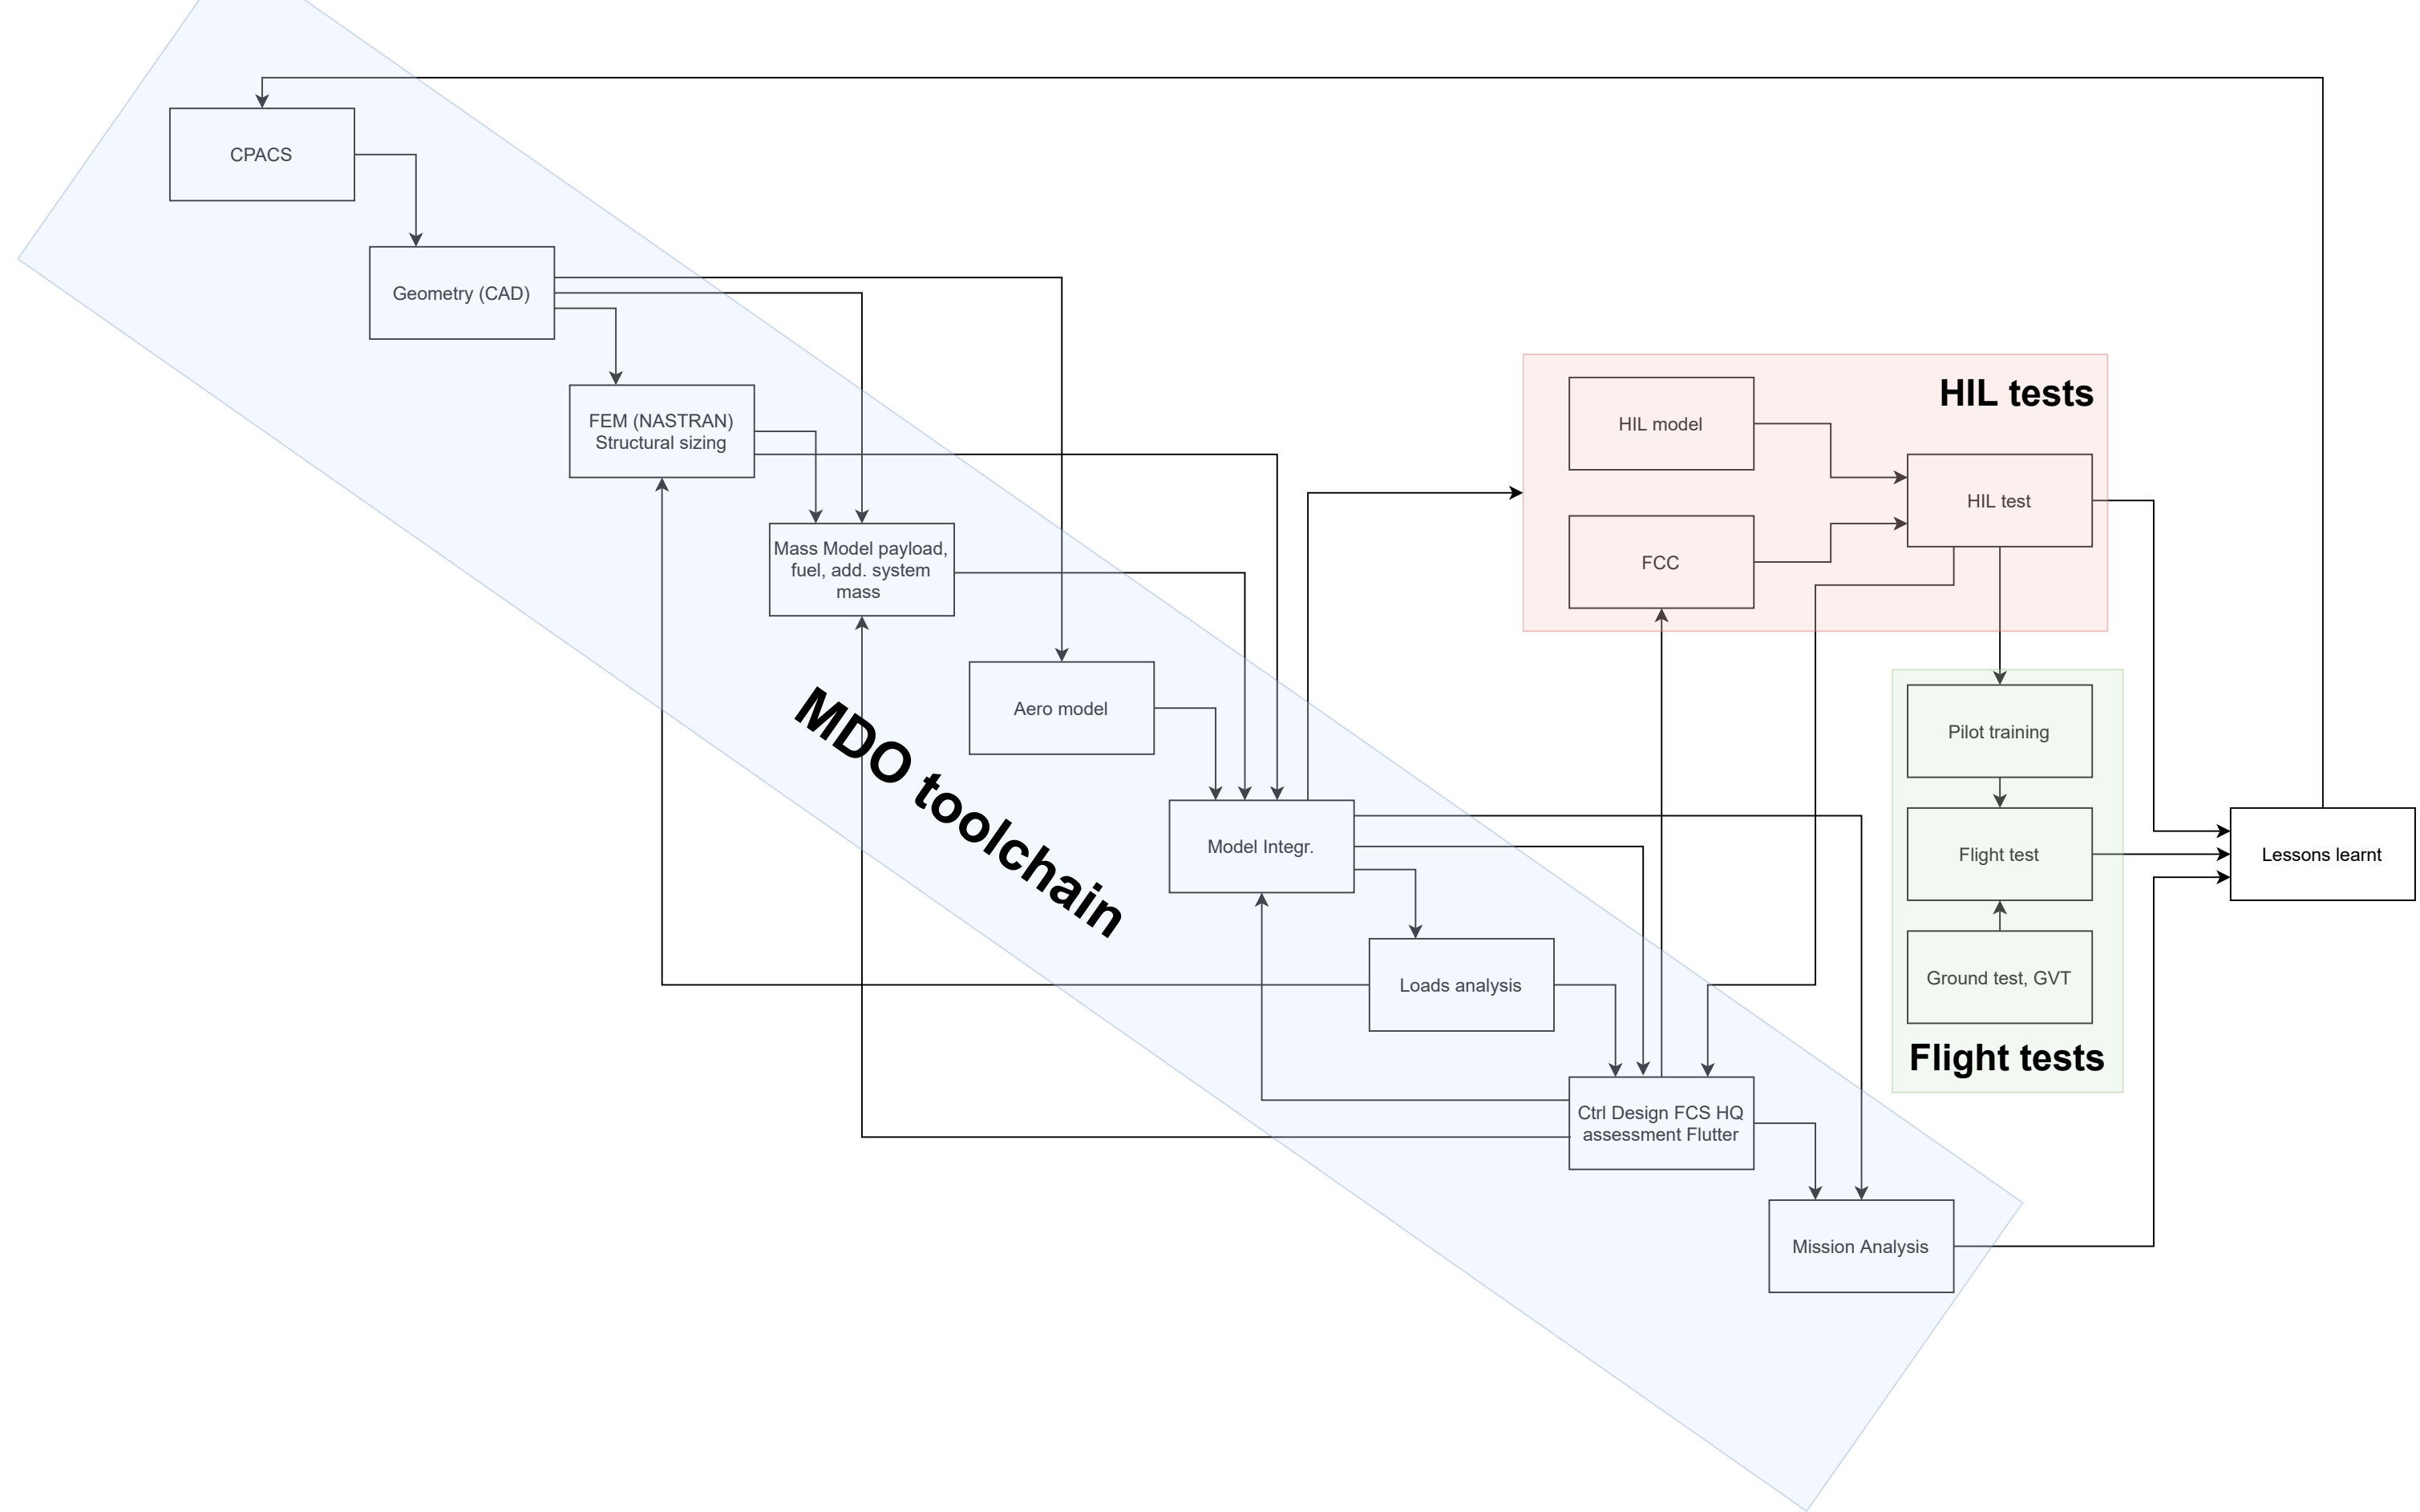 CPACS
Geometry (CAD)
FEM (NASTRAN)
Structural sizing
Mass Model payload,
fuel, add. system
mass
Aero model
MDO toolchain
Model Integr.
Loads analysis
Ctrl Design FCS HQ
assessment Flutter
Mission Analysis
HIL tests
HIL model
HIL test
FCC
Pilot training
Flight test
Ground test, GVT
Flight tests
Lessons learnt